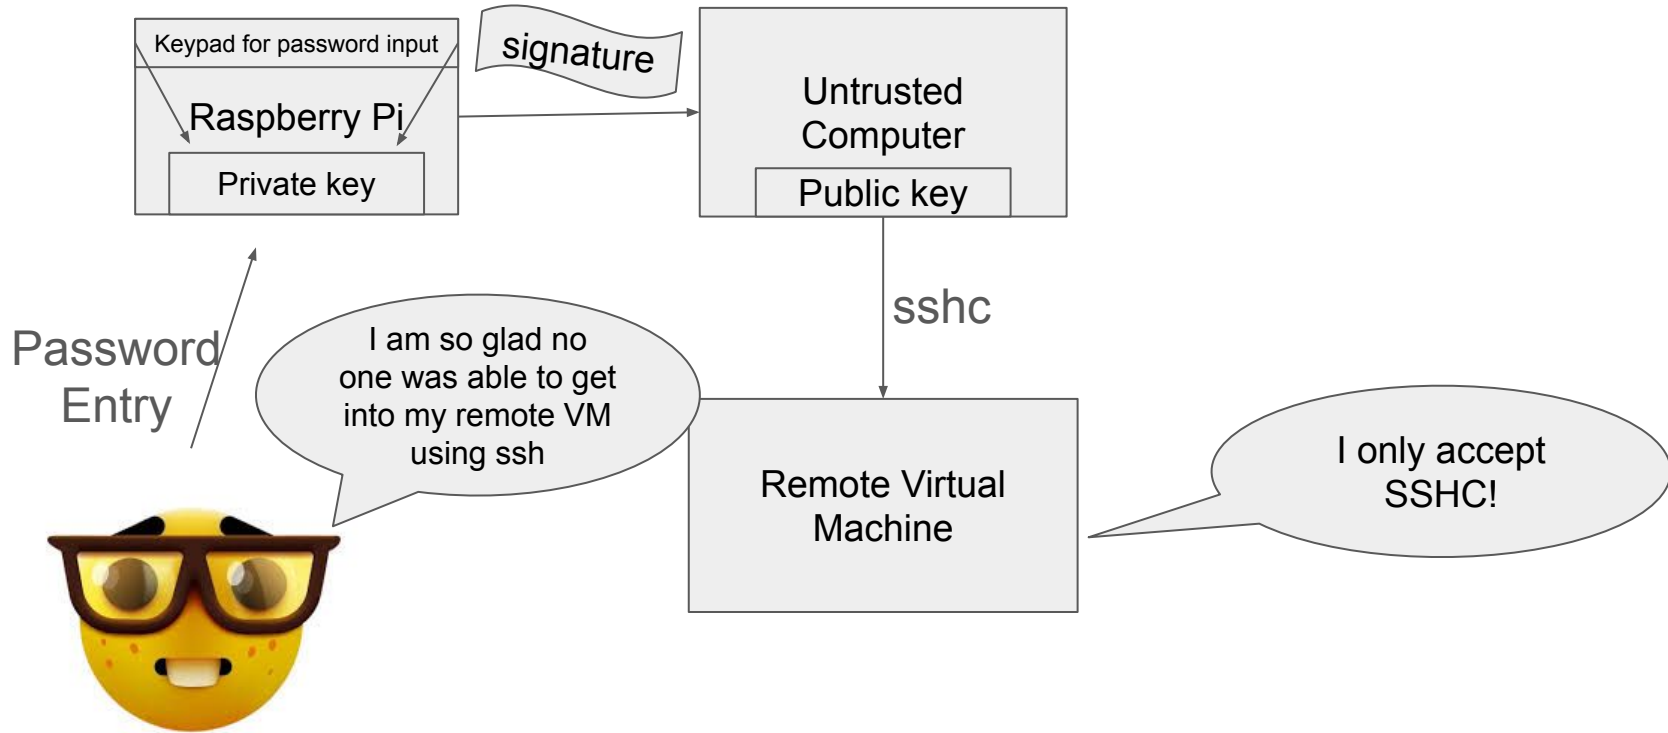 Keypad for password input
Raspberry Pi
Private key
signature
Untrusted
Computer
Public key
sshc
Password
Entry
I am so glad no
one was able to get
into my remote VM
using ssh
Remote Virtual
Machine
I only accept
SSHC!